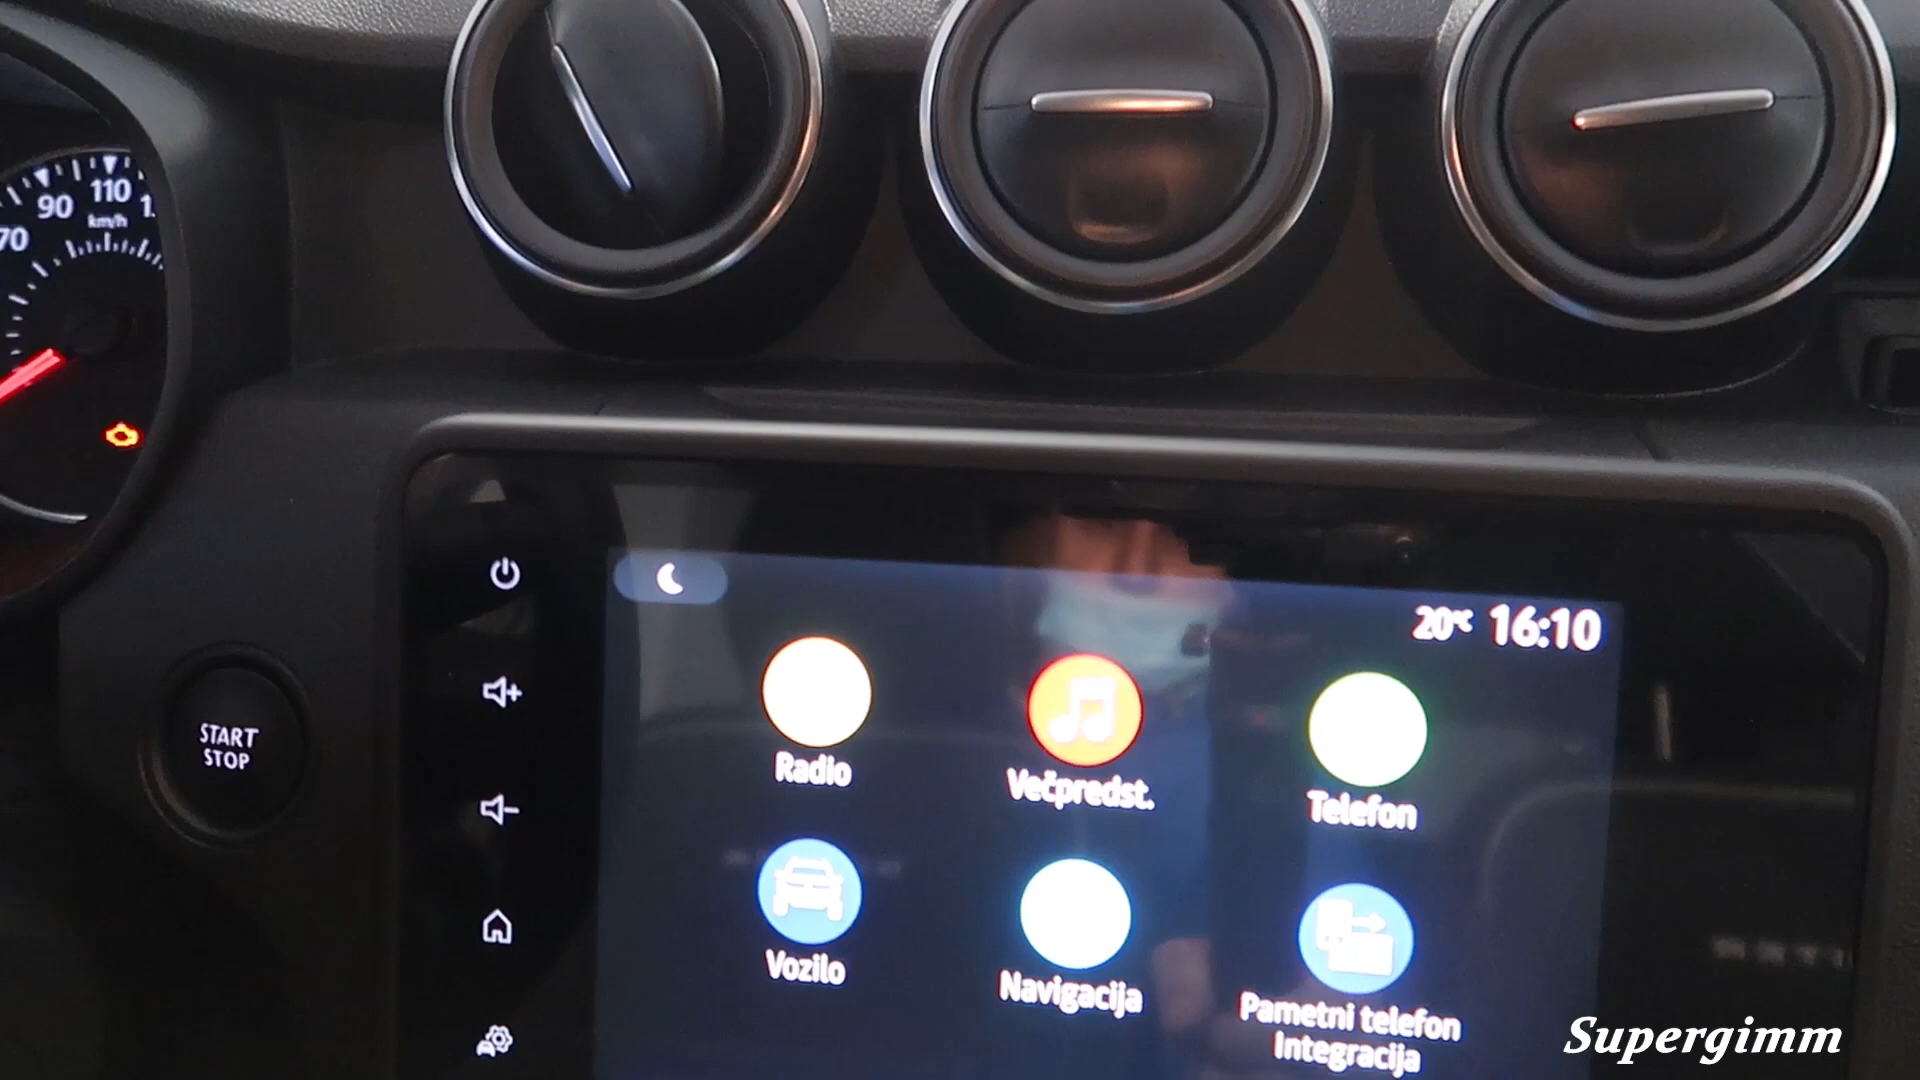 70
90
110
km/h
20°C 16:10
Radio
Večpredst.
Telefon
START
STOP
Vozilo
Navigacija
Pametni telefon
Integracija
Supergimm